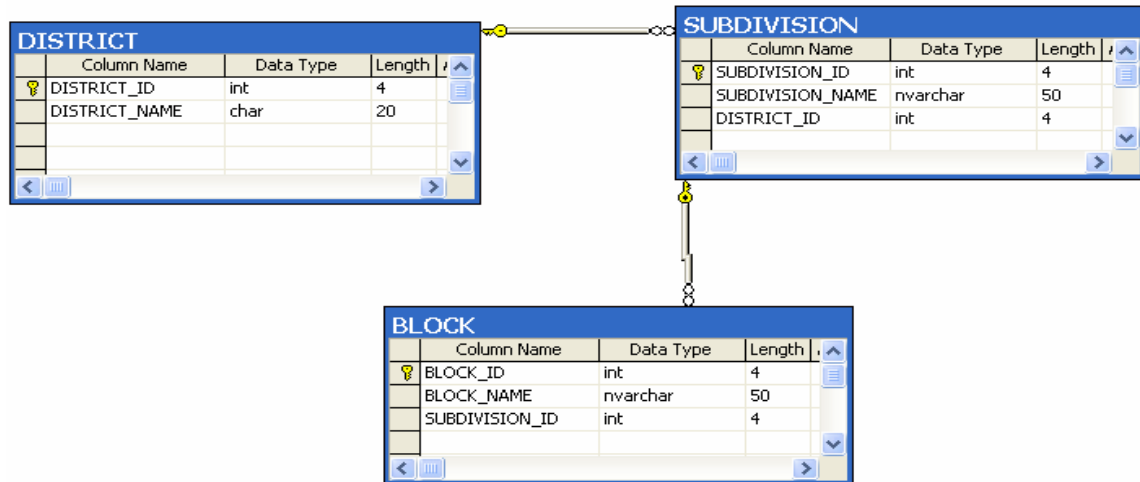 DISTRICT
Column Name Data Type Length A
DISTRICT_ID int 4
DISTRICT_NAME char 20
SUBDIVISION
Column Name Data Type Length A
SUBDIVISION_ID int 4
SUBDIVISION_NAME nvarchar 50
DISTRICT_ID int 4
BLOCK
Column Name Data Type Length
BLOCK_ID int 4
BLOCK_NAME nvarchar 50
SUBDIVISION_ID int 4